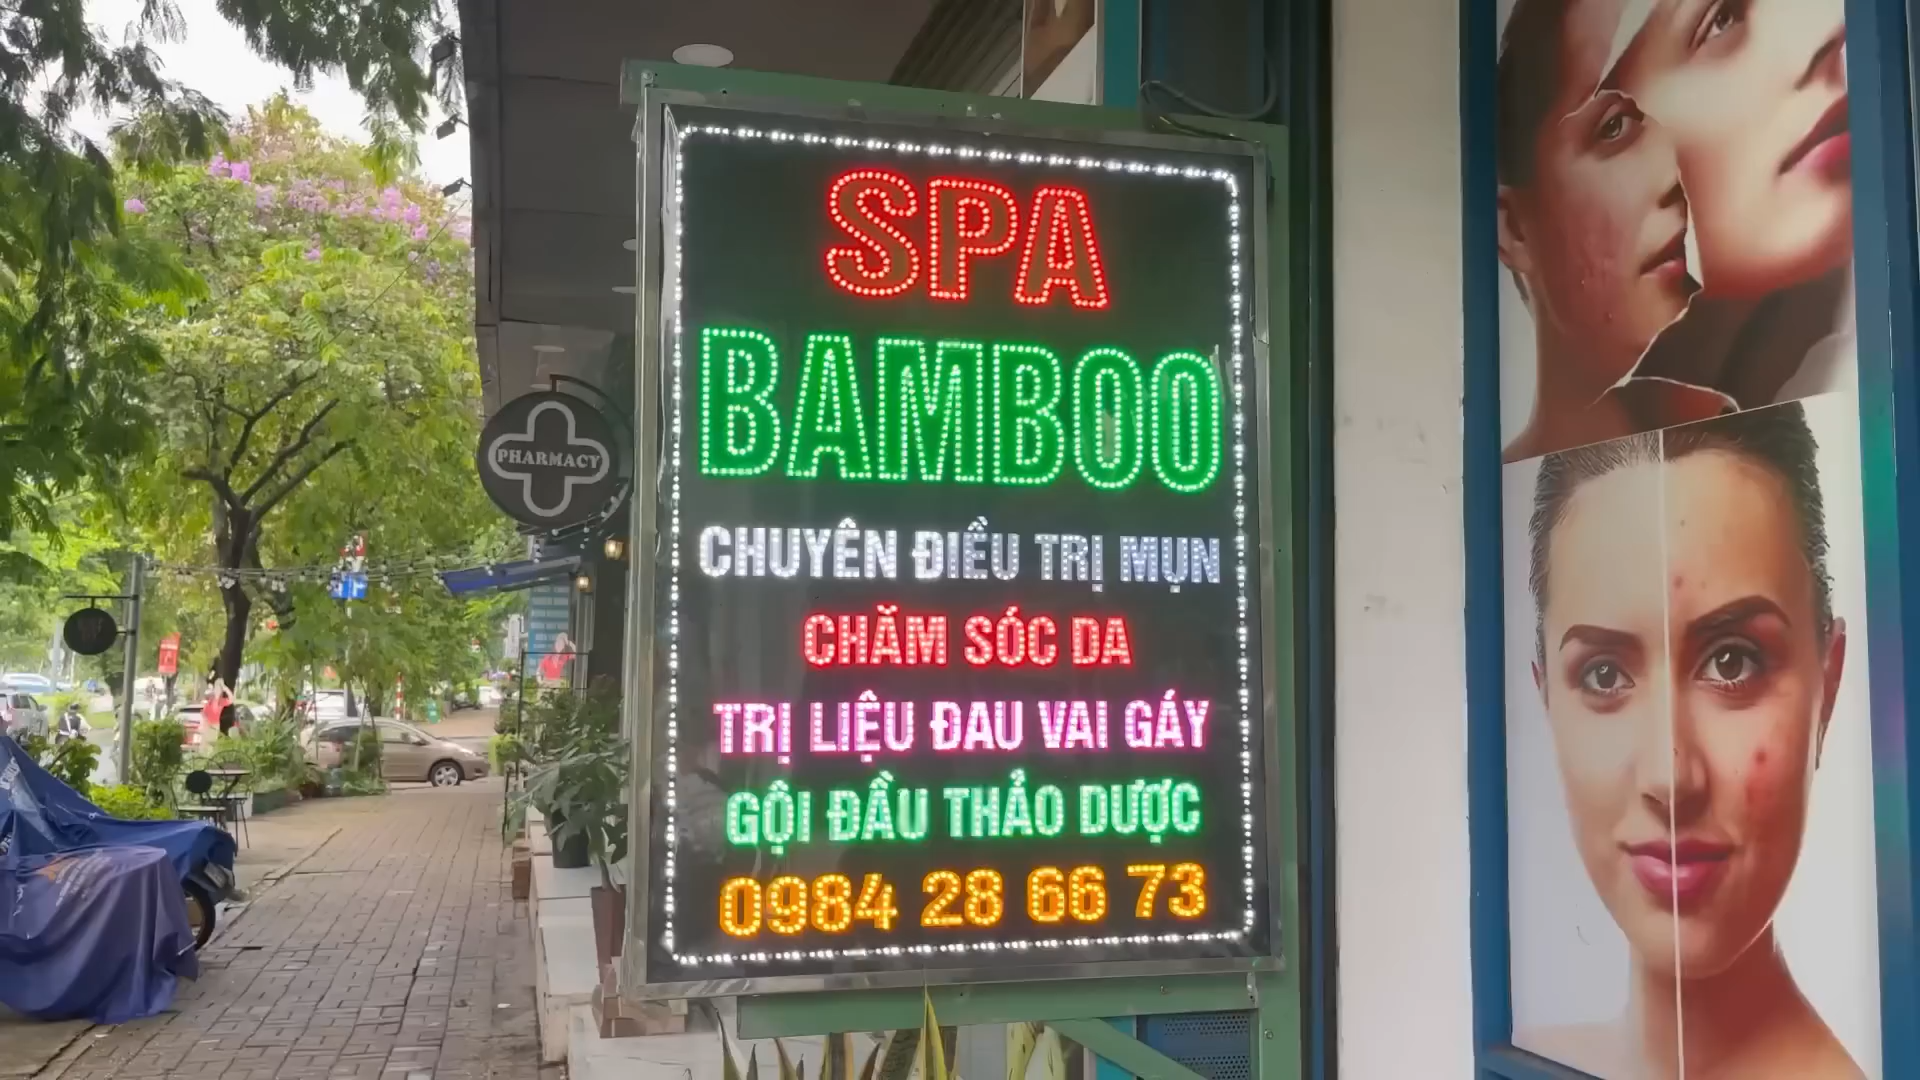 SPA
BAMBOO
CHUYÊN ĐIỀU TRỊ MỤN
CHĂM SÓC DA
TRỊ LIỆU ĐAU VAI GÁY
GỘI ĐẦU THẢO DƯỢC
0984 28 66 73
PHARMACY